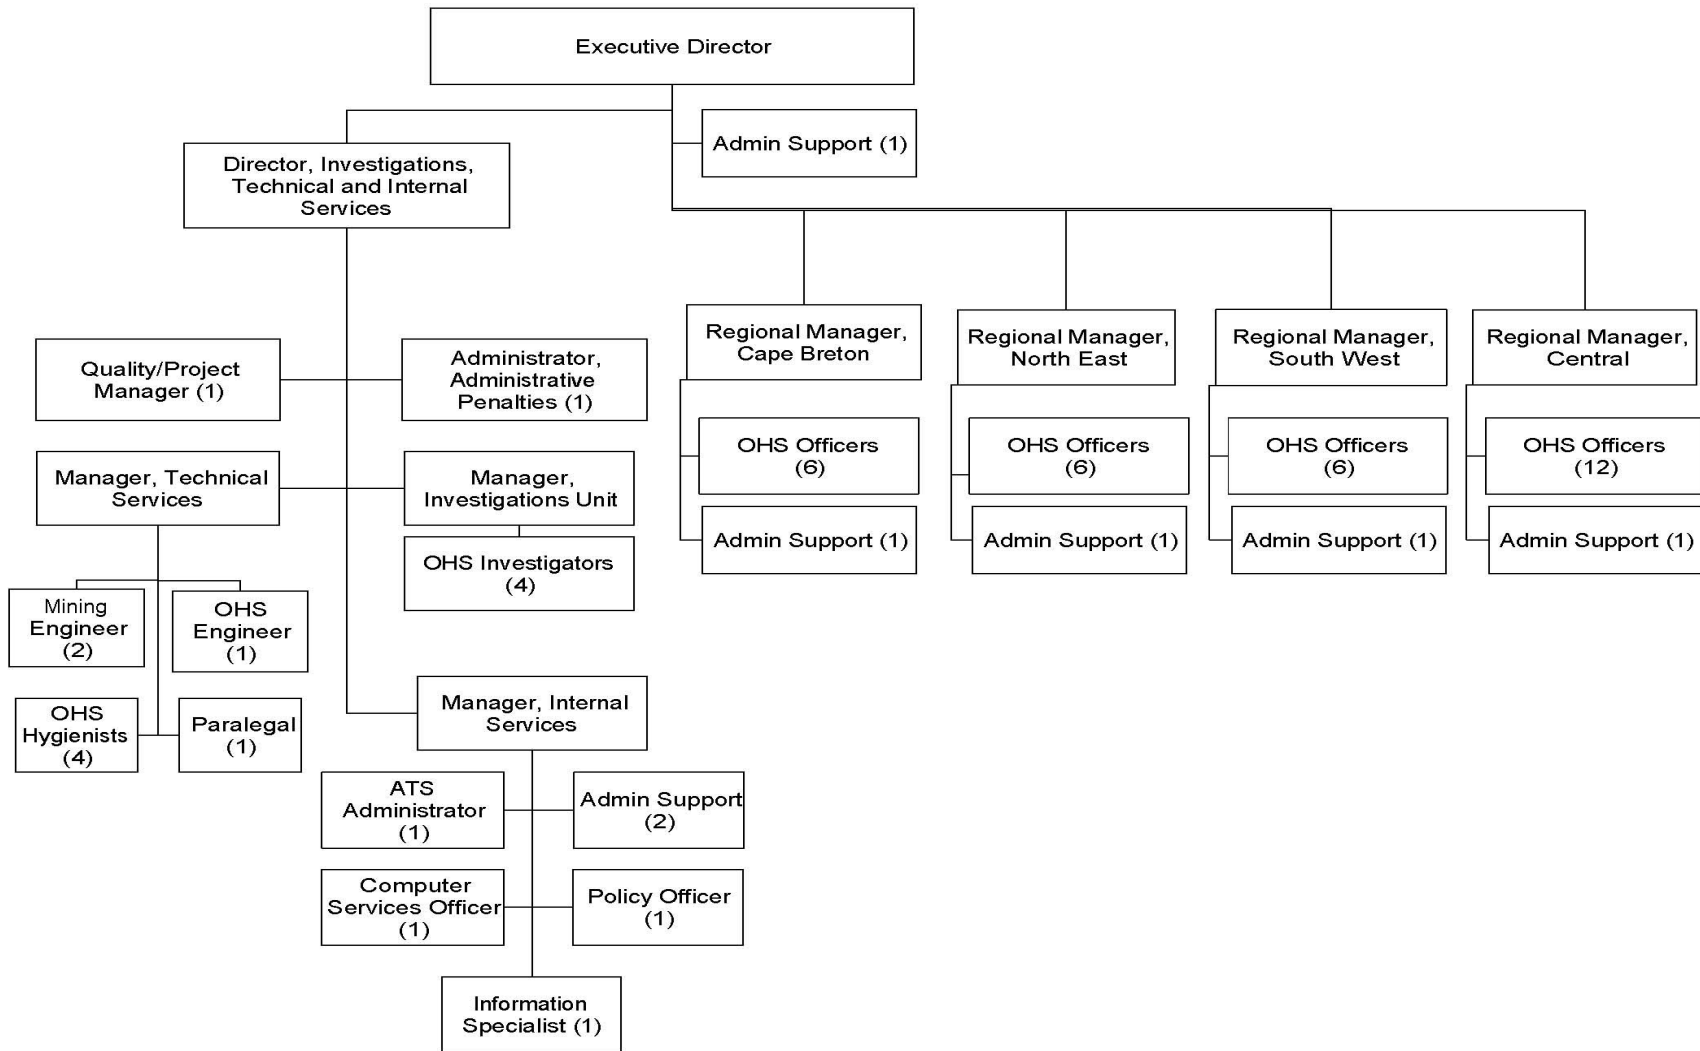 Executive Director
Admin Support (1)
Director, Investigations,
Technical and Internal
Services
Regional Manager,
Cape Breton
Regional Manager,
North East
Regional Manager,
South West
Regional Manager,
Central
Quality/Project
Manager (1)
Administrator,
Administrative
Penalties (1)
OHS Officers
(6)
OHS Officers
(6)
OHS Officers
(6)
OHS Officers
(12)
Manager, Technical
Services
Manager,
Investigations Unit
Admin Support (1)
Admin Support (1)
Admin Support (1)
Admin Support (1)
OHS Investigators
(4)
Mining
Engineer
(2)
OHS
Engineer
(1)
OHS
Hygienists
(4)
Paralegal
(1)
Manager, Internal
Services
ATS
Administrator
(1)
Admin Support
(2)
Computer
Services Officer
(1)
Policy Officer
(1)
Information
Specialist (1)